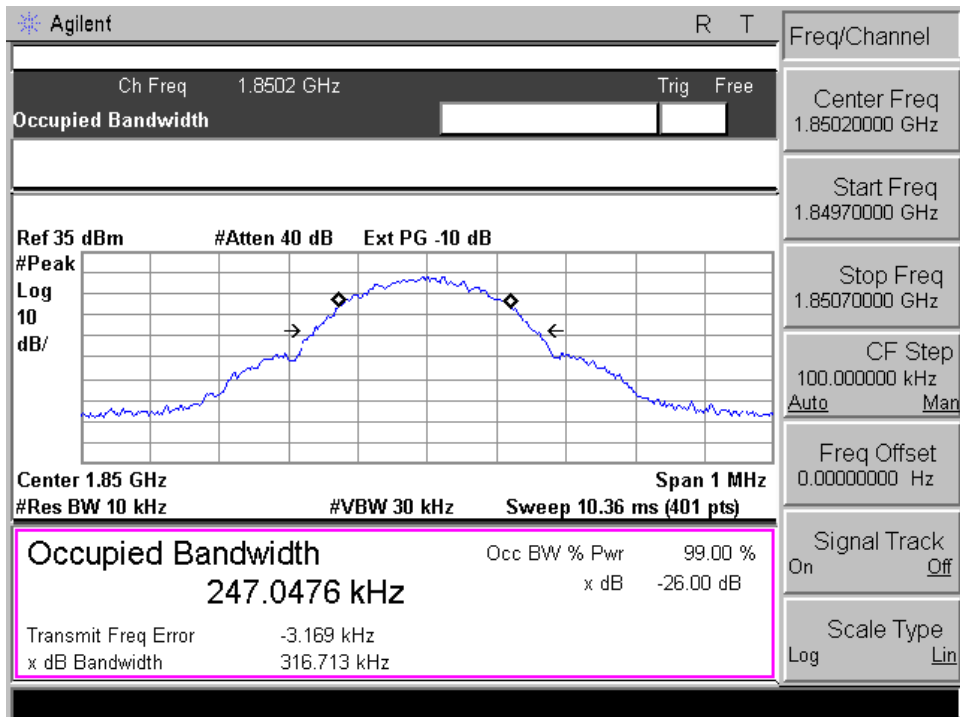 Agilent R T
Ch Freq 1.8502 GHz Trig Free
Occupied Bandwidth
Ref 35 dBm #Atten 40 dB Ext PG -10 dB
#Peak
Log
10
dB/
Center 1.85 GHz Span 1 MHz
#Res BW 10 kHz #VBW 30 kHz Sweep 10.36 ms (401 pts)
Occupied Bandwidth
247.0476 kHz
Occ BW % Pwr 99.00 %
x dB -26.00 dB
Transmit Freq Error -3.169 kHz
x dB Bandwidth 316.713 kHz
Freq/Channel
Center Freq
1.85020000 GHz
Start Freq
1.84970000 GHz
Stop Freq
1.85070000 GHz
CF Step
100.000000 kHz
Auto Man
Freq Offset
0.00000000 Hz
Signal Track
On Off
Scale Type
Log Lin